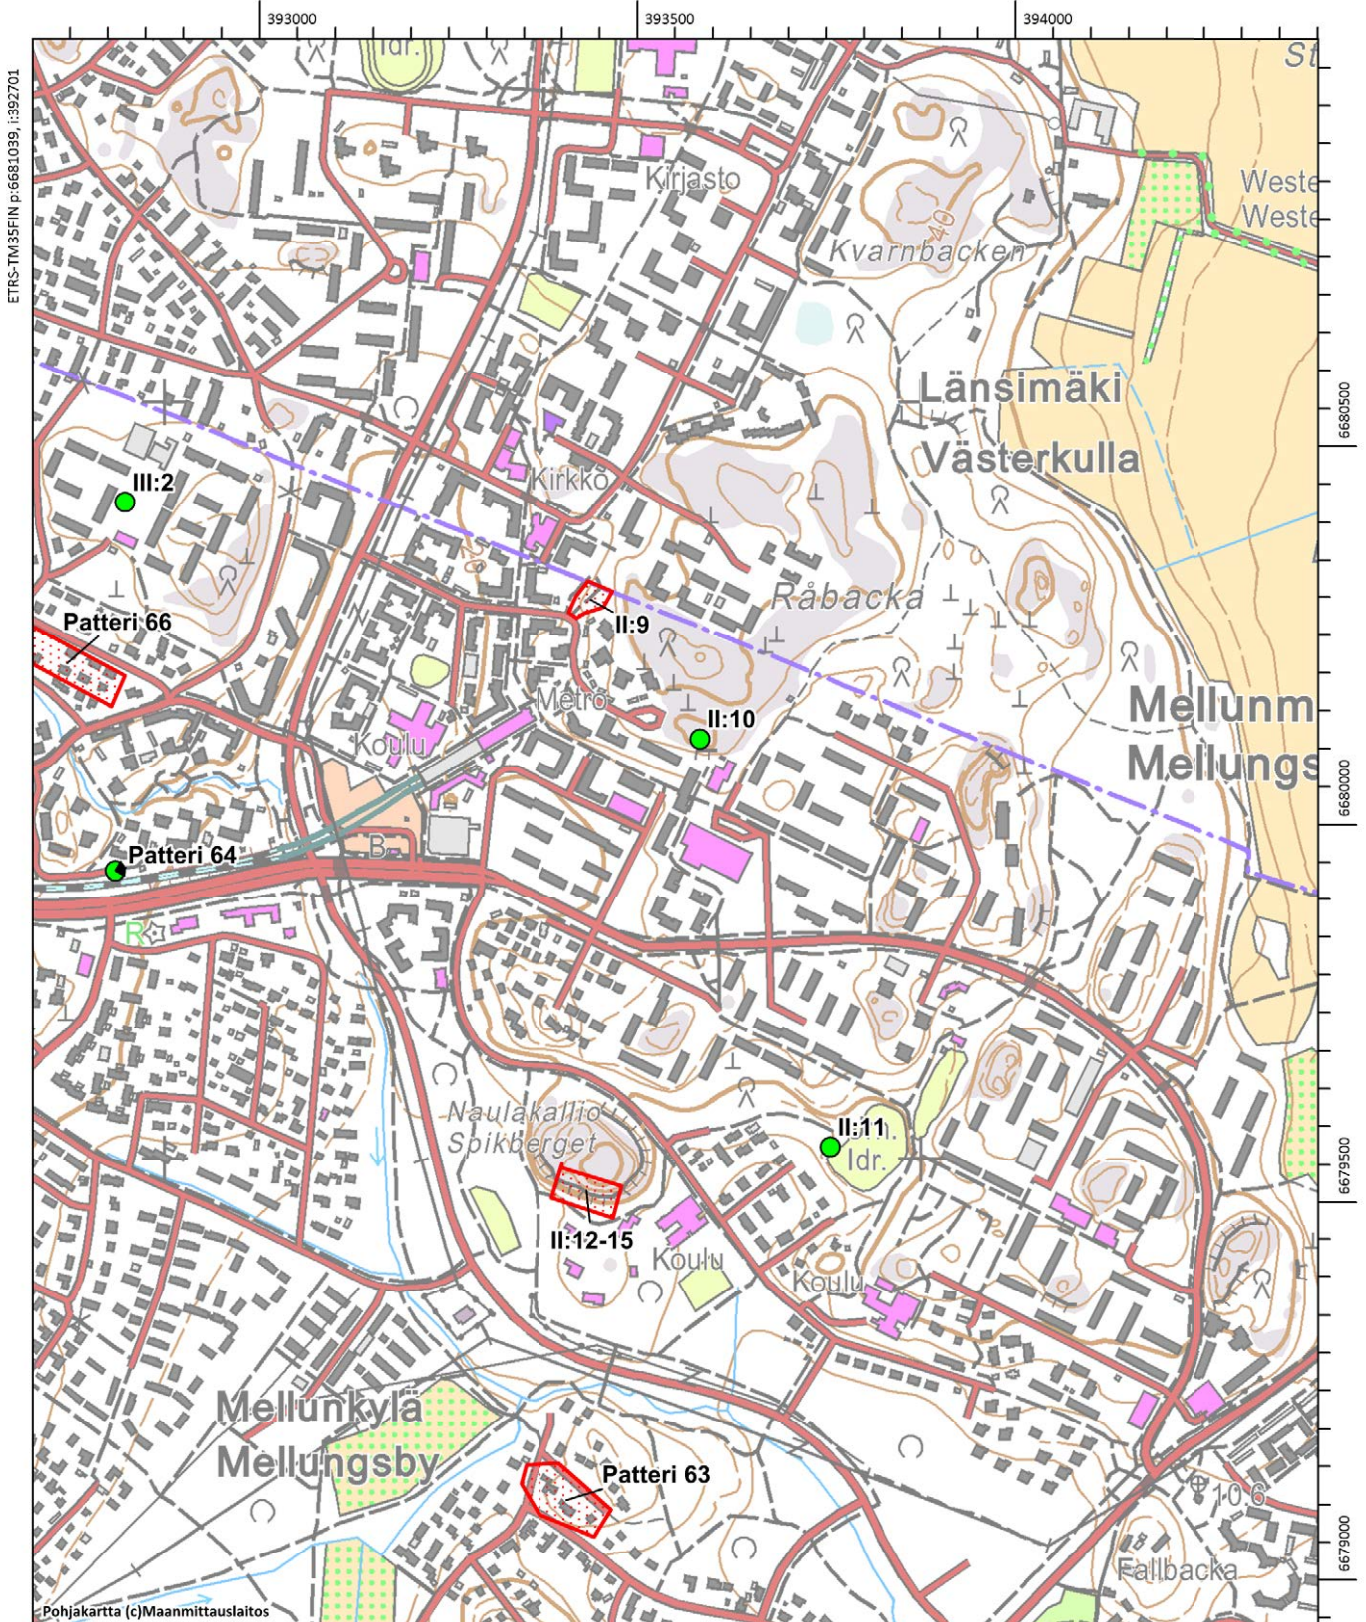 393000
393500
394000
ETRS-TM35FIN p:6681039, i:392701
Idr.
St
Kirjasto
Weste
Weste
40
Kvarnbacken
Länsimäki
6680500
Västerkulla
Kirkko
III:2
20
Råbacka
Patteri 66
II:9
Metro
Mellunm
II:10
Koulu
Mellungs
6680000
B
Patteri 64
R
Naulakallio
Spikberget
II:11
Idr.
6679500
II:12-15
Koulu
Koulu
Mellunkylä
Mellungsby
Patteri 63
10.6
6679000
Fallbacka
Pohjakartta (c)Maanmittauslaitos